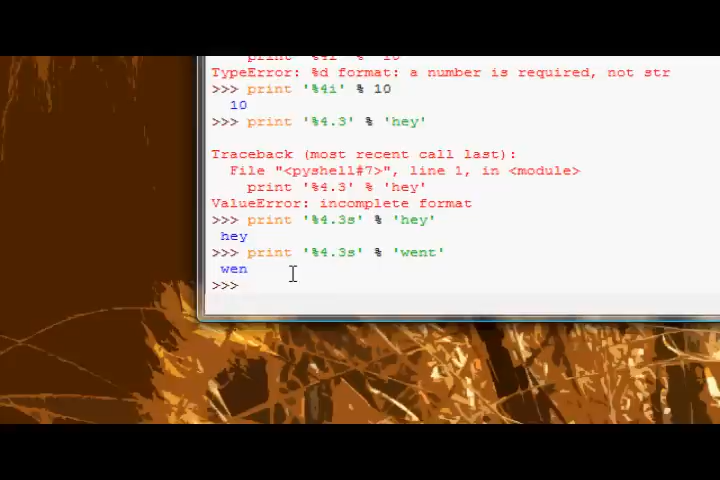 TypeError: %d format: a number is required, not str
>>> print '%4i' % 10
  10
>>> print '%4.3' % 'hey'
Traceback (most recent call last):
  File "<pyshell#7>", line 1, in <module>
    print '%4.3' % 'hey'
ValueError: incomplete format
>>> print '%4.3s' % 'hey'
 hey
>>> print '%4.3s' % 'went'
 wen
>>>